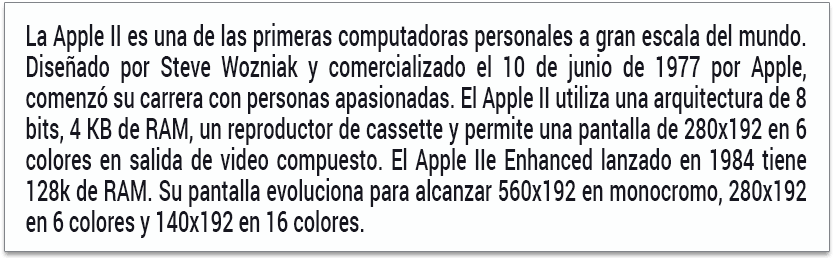 La Apple II es una de las primeras computadoras personales a gran escala del mundo.
Diseñado por Steve Wozniak y comercializado el 10 de junio de 1977 por Apple,
comenzó su carrera con personas apasionadas. El Apple II utiliza una arquitectura de 8
bits, 4 KB de RAM, un reproductor de cassette y permite una pantalla de 280x192 en 6
colores en salida de video compuesto. El Apple IIe Enhanced lanzado en 1984 tiene
128k de RAM. Su pantalla evoluciona para alcanzar 560x192 en monocromo, 280x192
en 6 colores y 140x192 en 16 colores.